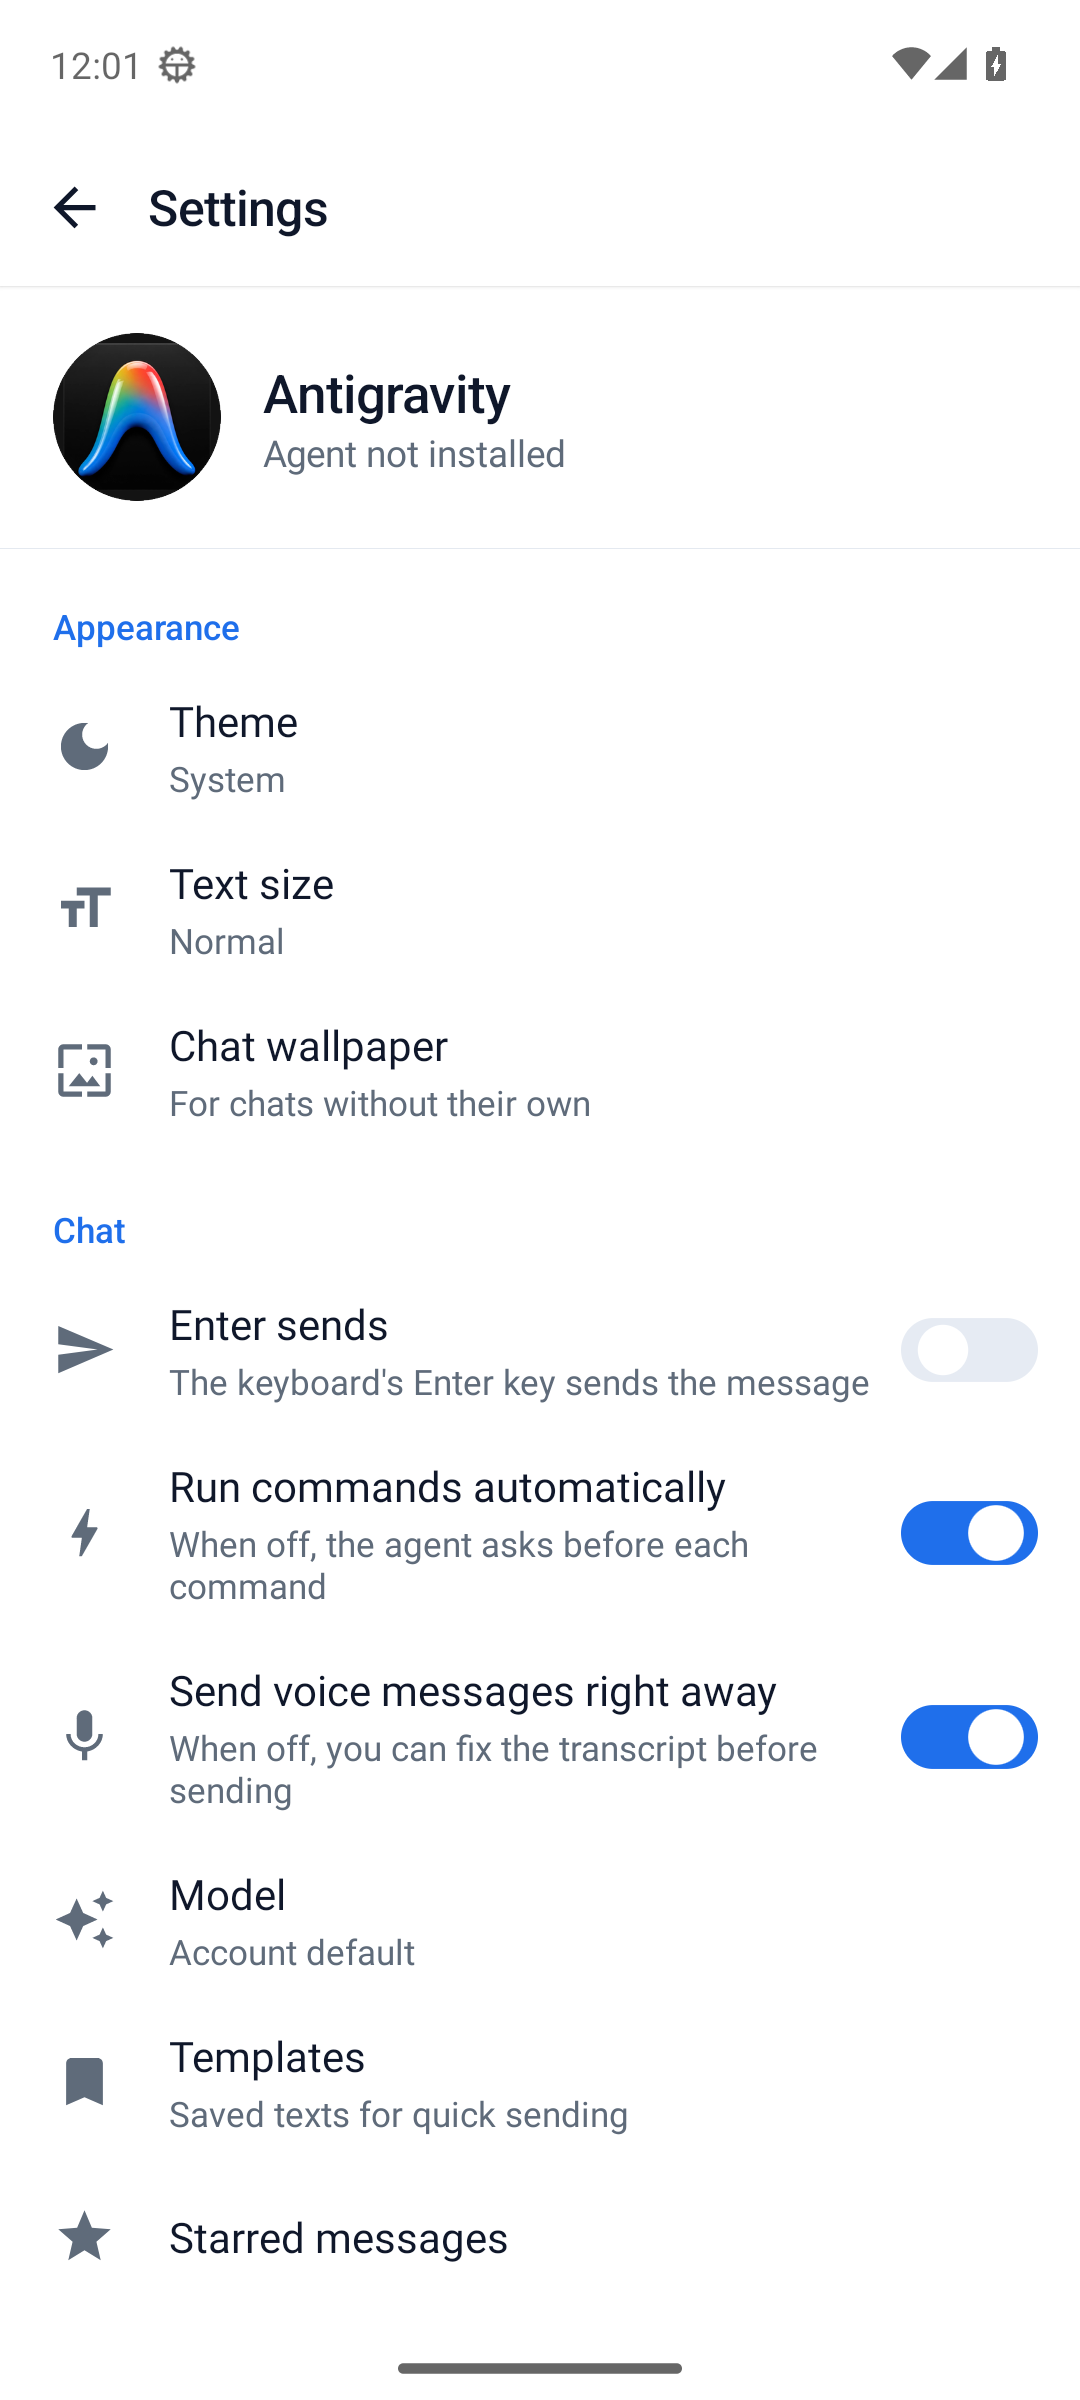 12:01
Settings
Antigravity
Agent not installed
Appearance
Theme
System
Text size
Normal
Chat wallpaper
For chats without their own
Chat
Enter sends
The keyboard's Enter key sends the message
Run commands automatically
When off, the agent asks before each
command
Send voice messages right away
When off, you can fix the transcript before
sending
Model
Account default
Templates
Saved texts for quick sending
Starred messages